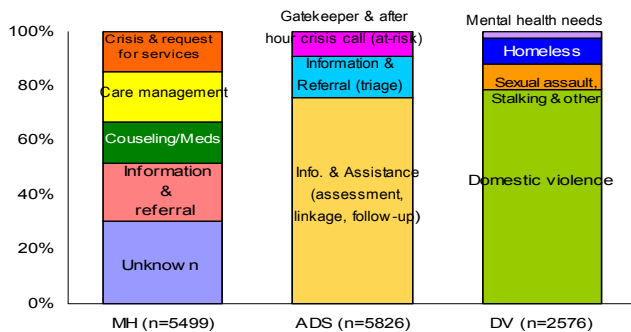 100%
80%
60%
40%
20%
0%
Crisis & request
for services
Care management
Couseling/Meds
Information
&
referral
Unknown
MH (n=5499)
Gatekeeper & after
hour crisis call (at-risk)
Information &
Referral (triage)
Info. & Assistance
(assessment,
linkage, follow-up)
ADS (n=5826)
Mental health needs
Homeless
Sexual assault,
Stalking & other
Domestic violence
DV (n=2576)